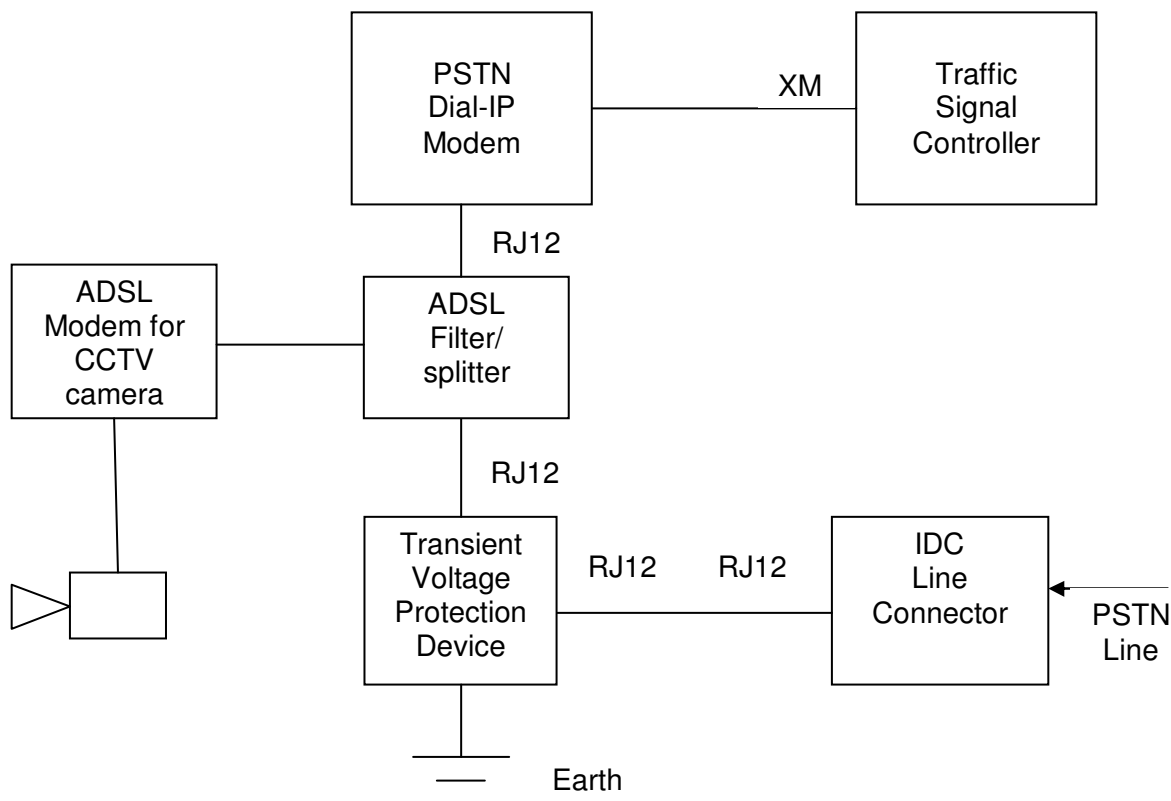 PSTN
Dial-IP
Modem
XM
Traffic
Signal
Controller
RJ12
ADSL
Modem for
CCTV
camera
ADSL
Filter/
splitter
RJ12
Transient
Voltage
Protection
Device
RJ12
RJ12
IDC
Line
Connector
PSTN
Line
Earth